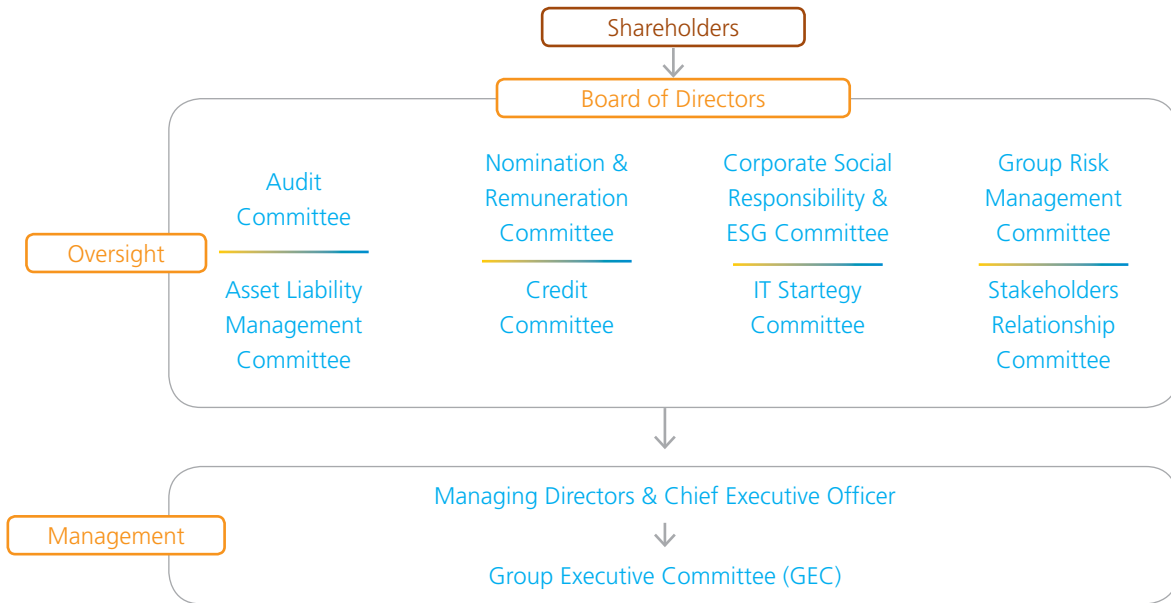 Shareholders
Board of Directors
Oversight
Audit
Committee
Asset Liability
Management
Committee
Nomination &
Remuneration
Committee
Credit
Committee
Corporate Social
Responsibility &
ESG Committee
IT Startegy
Committee
Group Risk
Management
Committee
Stakeholders
Relationship
Committee
Management
Managing Directors & Chief Executive Officer
Group Executive Committee (GEC)